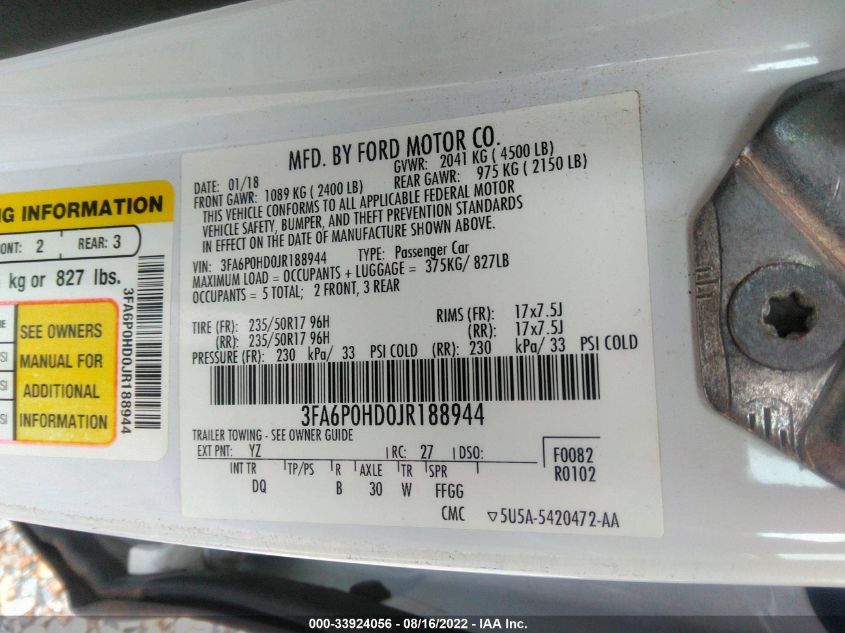 NG INFORMATION
ONT: 2 REAR: 3
kg or 827 lbs.
SEE OWNERS
MANUAL FOR
ADDITIONAL
INFORMATION
3FA6P0HD0JR188944
MFD. BY FORD MOTOR CO.
DATE: 01/18 GVWR: 2041 KG ( 4500 LB)
FRONT GAWR: 1089 KG ( 2400 LB) REAR GAWR: 975 KG ( 2150 LB)
THIS VEHICLE CONFORMS TO ALL APPLICABLE FEDERAL MOTOR
VEHICLE SAFETY, BUMPER, AND THEFT PREVENTION STANDARDS
IN EFFECT ON THE DATE OF MANUFACTURE SHOWN ABOVE.
VIN: 3FA6P0HD0JR188944 TYPE: Passenger Car
MAXIMUM LOAD = OCCUPANTS + LUGGAGE = 375KG/ 827LB
OCCUPANTS = 5 TOTAL; 2 FRONT, 3 REAR
TIRE (FR): 235/50R17 96H RIMS (FR): 17x7.5J
(RR): 235/50R17 96H (RR): 17x7.5J
PRESSURE (FR): 230 kPa/ 33 PSI COLD (RR): 230 kPa/ 33 PSI COLD
3FA6P0HD0JR188944
TRAILER TOWING - SEE OWNER GUIDE
EXT PNT: YZ RC: 27 DSO:
F0082
R0102
INT TR TP/PS R AXLE TR SPR
DQ B 30 W FFGG
CMC ▽5U5A-5420472-AA
000-33924056 - 08/16/2022 - IAA Inc.